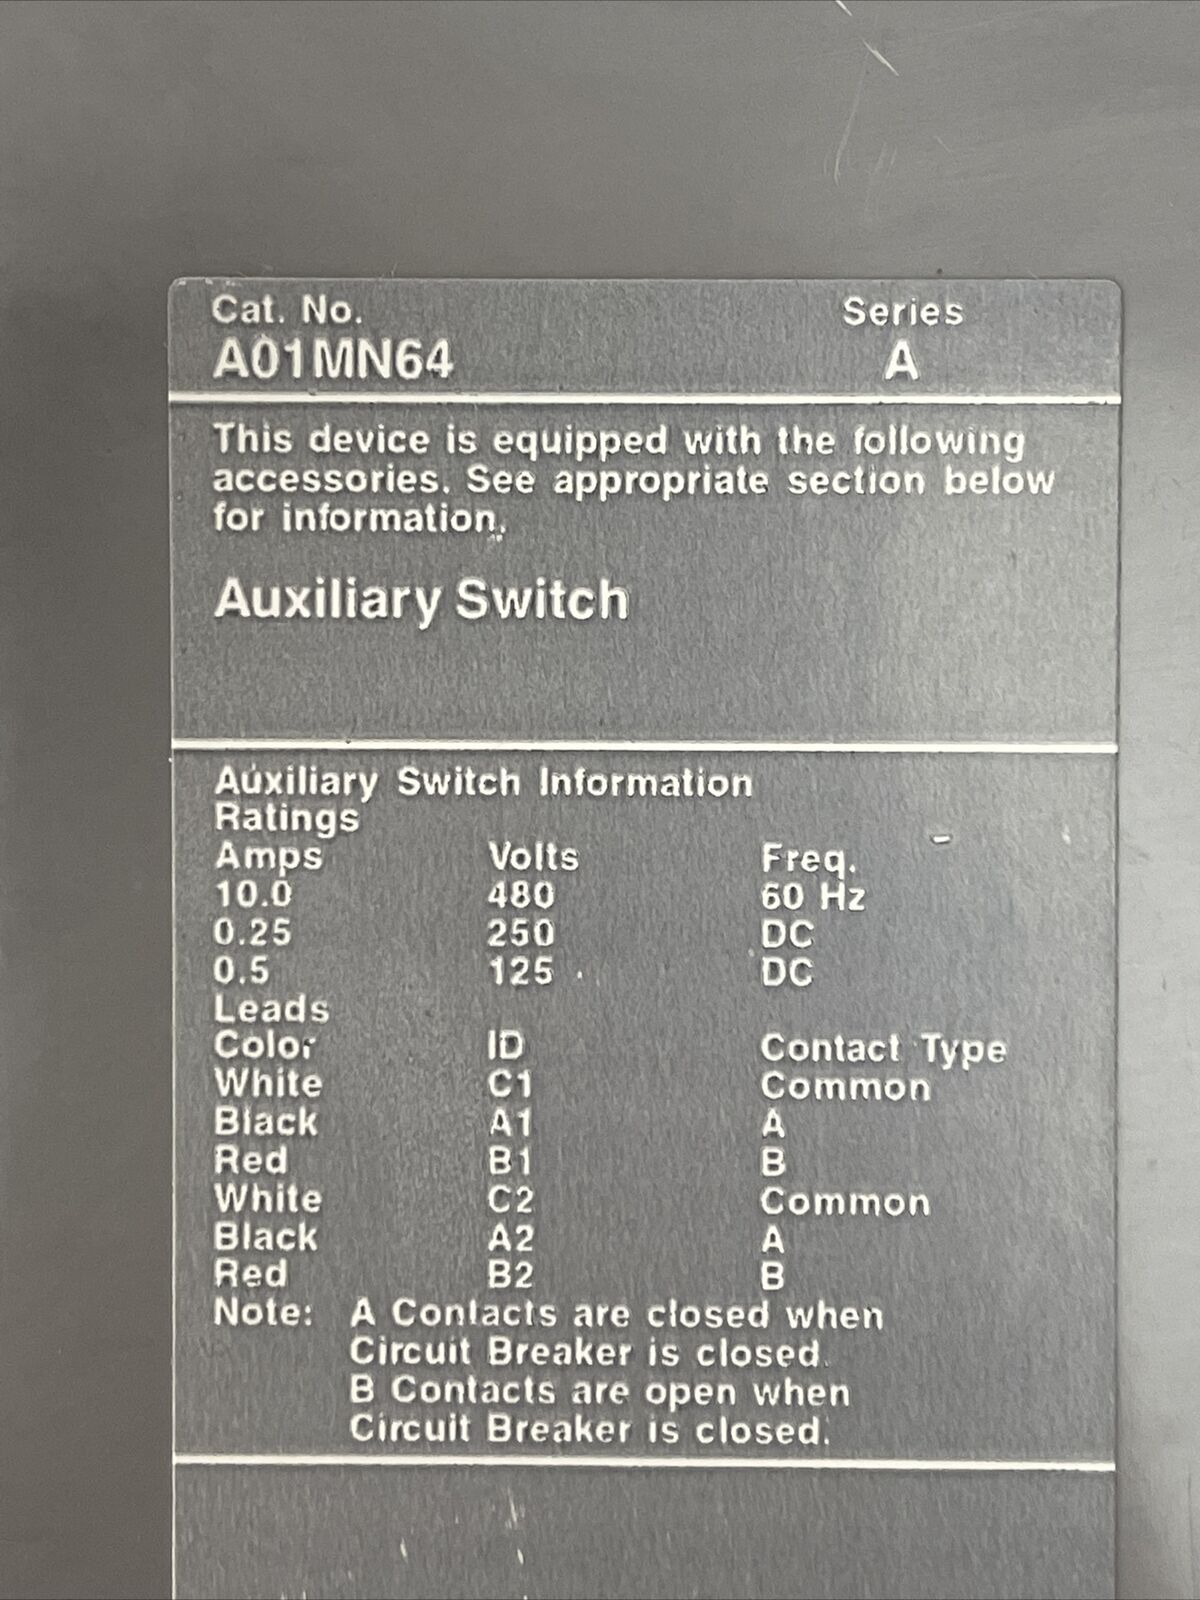 Cat. No. Series
A01MN64 A
This device is equipped with the following
accessories. See appropriate section below
for information.
Auxiliary Switch
Auxiliary Switch Information
Ratings
Amps Volts Freq.
10.0 480 60 Hz
0.25 250 DC
0.5 125 DC
Leads
Color ID Contact Type
White C1 Common
Black A1 A
Red B1 B
White C2 Common
Black A2 A
Red B2 B
Note: A Contacts are closed when
Circuit Breaker is closed.
B Contacts are open when
Circuit Breaker is closed.